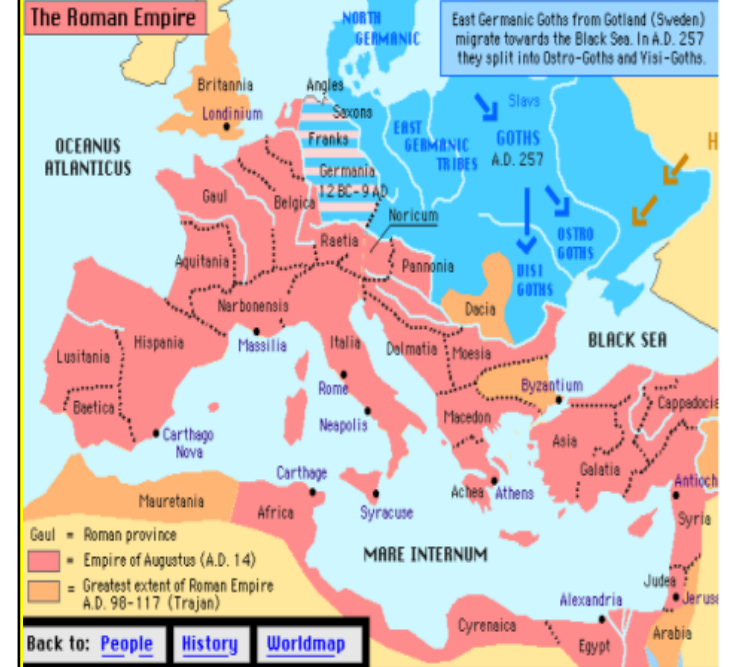 The Roman Empire
East Germanic Goths from Gotland (Sweden)
migrate towards the Black Sea. In A.D. 257
they split into Ostro-Goths and Visi-Goths.
NORTH
GERMANIC
Britannia
Londinium
Angles
Saxons
Franks
Germania
12 BC-9 AD
EAST
GERMANIC
TRIBES
Slavs
GOTHS
A.D. 257
H
OCEANUS
ATLANTICUS
Gaul
Belgica
Noricum
Raetia
Aquitania
Pannonia
OSTRO
GOTHS
VISI
GOTHS
Narbonensis
Dacia
Lusitania
Hispania
Massilia
Italia
Dalmatia
Moesia
BLACK SEA
Rome
Byzantium
Baetica
Neapolis
Macedon
Cappadocia
Carthago
Nova
Asia
Galatia
Carthage
Antioch
Mauretania
Africa
Syracuse
Achea
Athens
Syria
Gaul = Roman province
= Empire of Augustus (A.D. 14)
= Greatest extent of Roman Empire
A.D. 98-117 (Trajan)
MARE INTERNUM
Judea
Jerusa
Alexandria
Cyrenaica
Egypt
Arabia
Back to: People History Worldmap